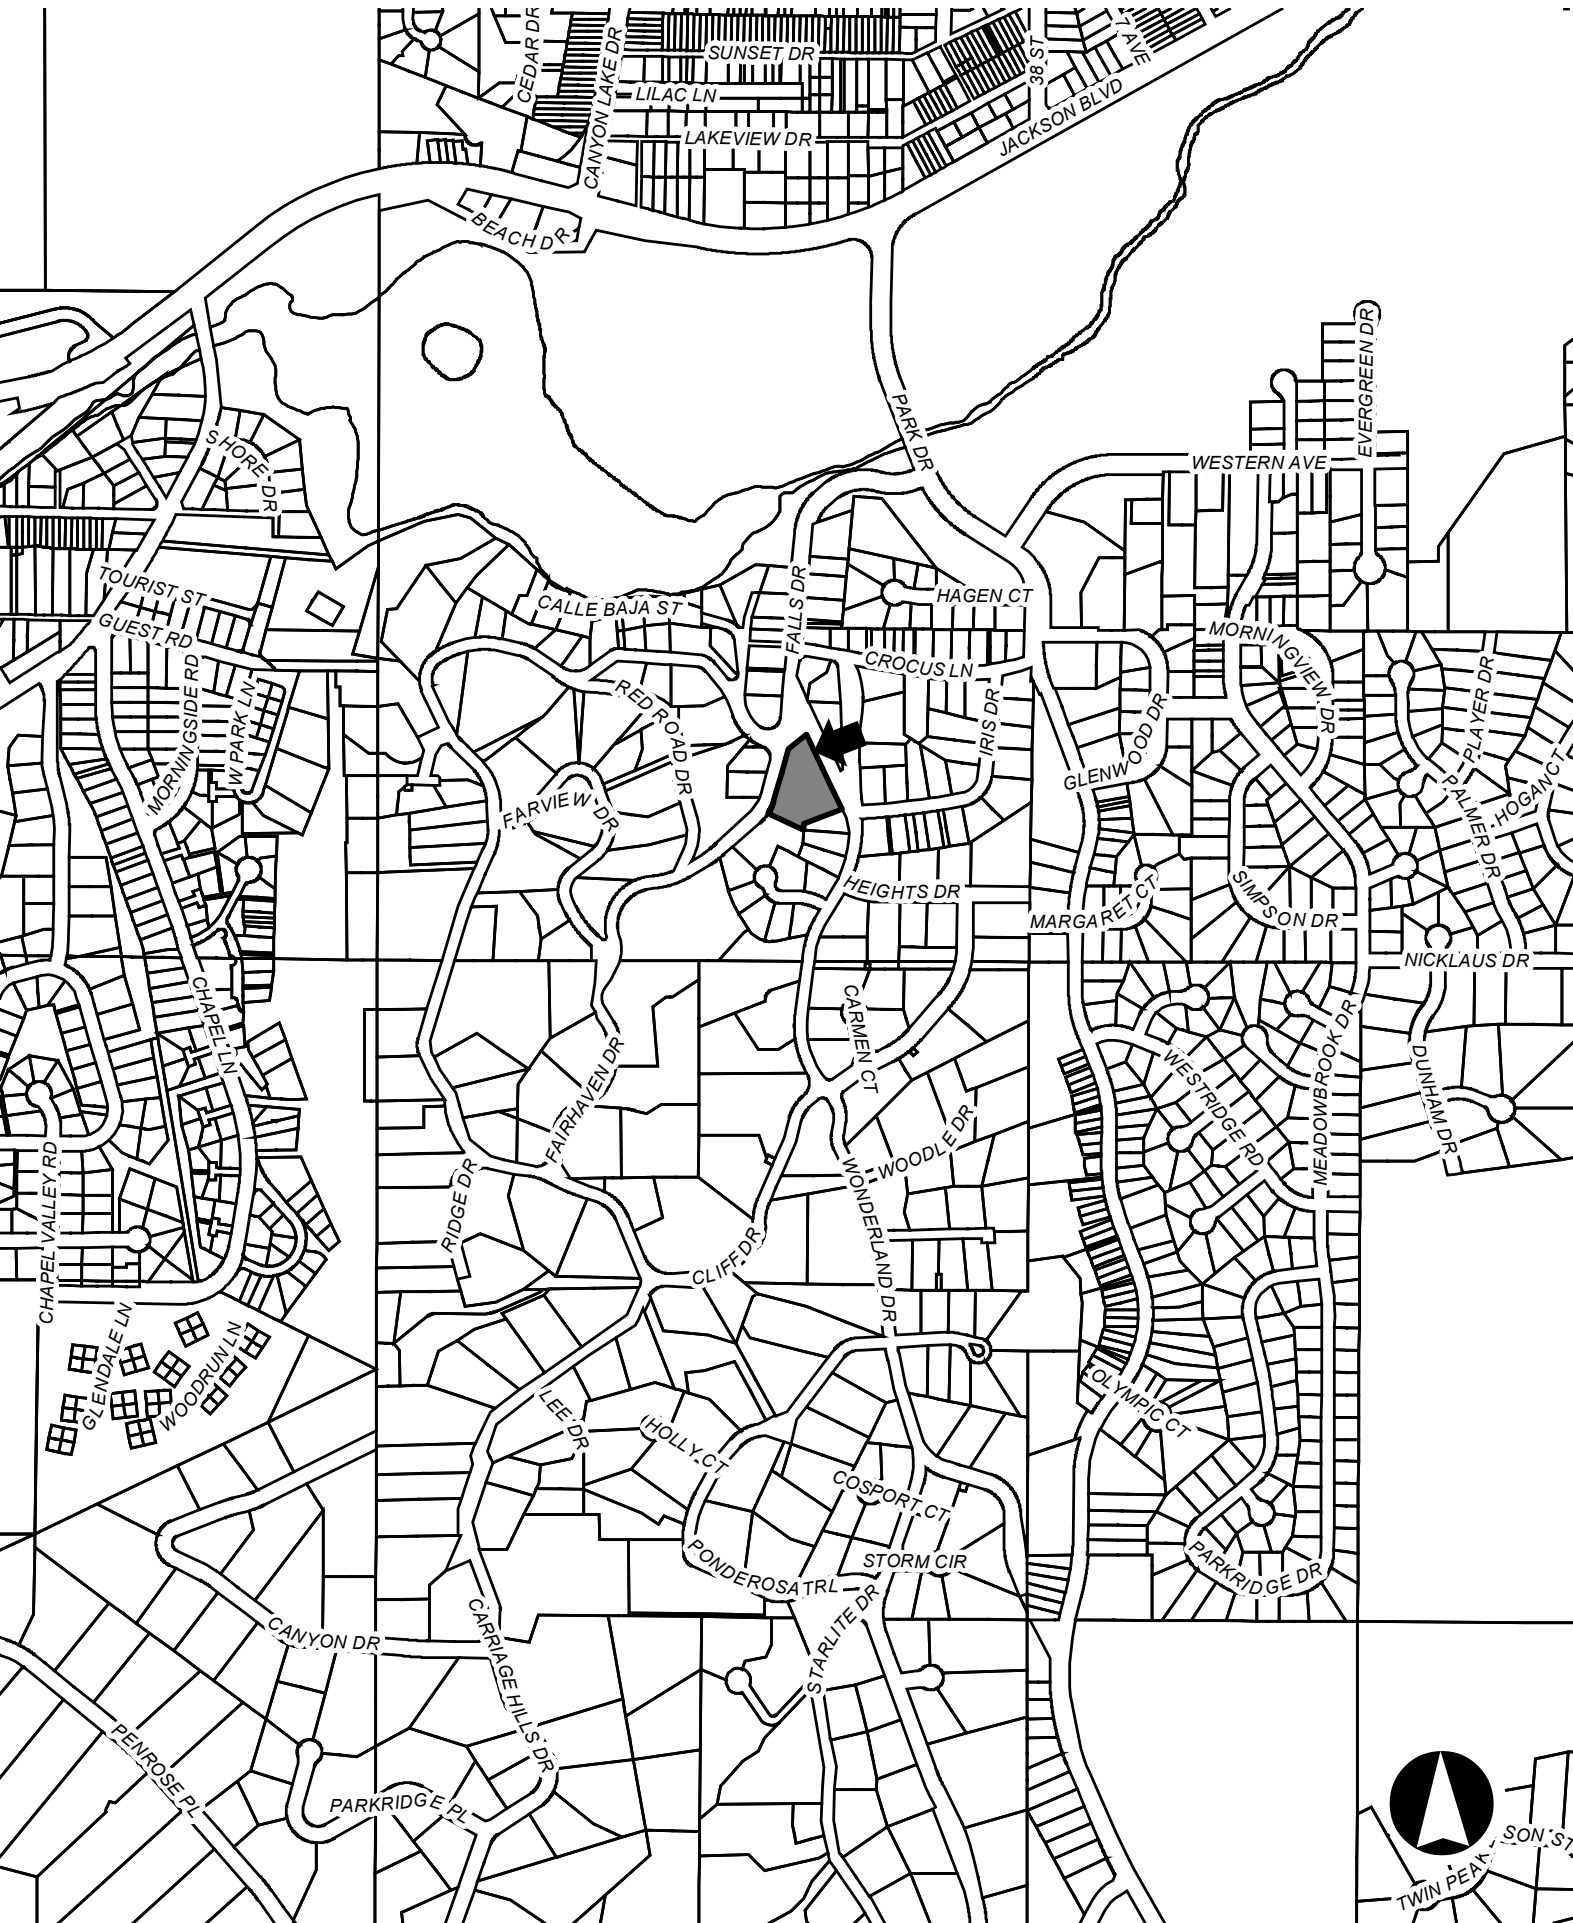 CEDAR DR
CANYON LAKE DR
SUNSET DR
38 ST
7 AVE
LILAC LN
JACKSON BLVD
LAKEVIEW DR
BEACH DR
EVERGREEN DR
PARK DR
SHORE DR
WESTERN AVE
TOURIST ST
CALLE BAJA ST
FALLS DR
HAGEN CT
GUEST RD
MORNINGVIEW DR
CROCUS LN
MORNINGSIDE RD
W PARK LN
RED ROAD DR
IRIS DR
GLENWOOD DR
PLAYER DR
PALMER DR
HOGAN CT
FARVIEW DR
HEIGHTS DR
MARGARET CT
SIMPSON DR
NICKLAUS DR
CHAPEL LN
CARMEN CT
FAIRHAVEN DR
WESTRIDGE RD
MEADOWBROOK DR
DUNHAM DR
CHAPEL VALLEY RD
RIDGE DR
WOODLE DR
WONDERLAND DR
CLIFF DR
GLENDALE LN
WOODRUN LN
LEE DR
HOLLY CT
OLYMPIC CT
COSPORT CT
PONDEROSA TRL
STORM CIR
PARKRIDGE DR
STARLITE DR
CANYON DR
CARRIAGE HILLS DR
PENROSE PL
PARKRIDGE PL
SON ST
TWIN PEAK